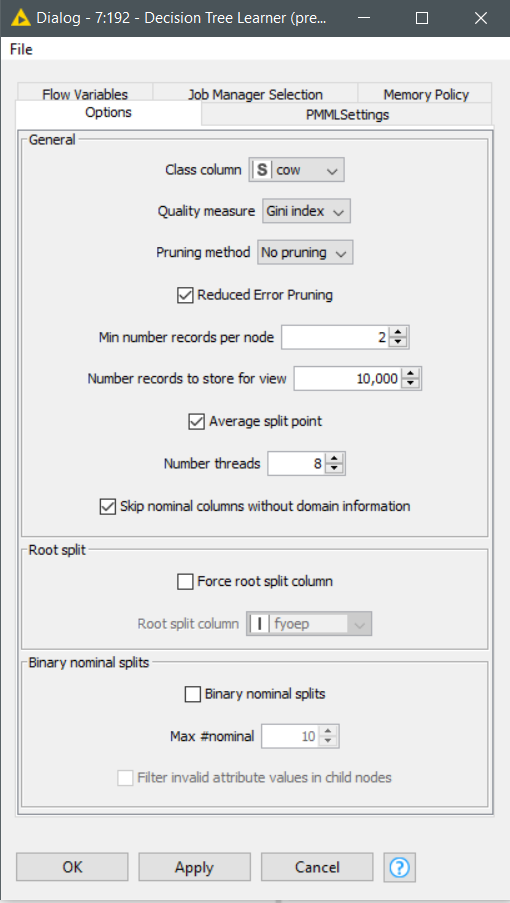 Dialog - 7:192 - Decision Tree Learner (pre...
File
Flow Variables Job Manager Selection Memory Policy
Options PMMLSettings
General
Class column S cow
Quality measure Gini index
Pruning method No pruning
Reduced Error Pruning
Min number records per node 2
Number records to store for view 10,000
Average split point
Number threads 8
Skip nominal columns without domain information
Root split
Force root split column
Root split column I fyoep
Binary nominal splits
Binary nominal splits
Max #nominal 10
Filter invalid attribute values in child nodes
OK Apply Cancel ?